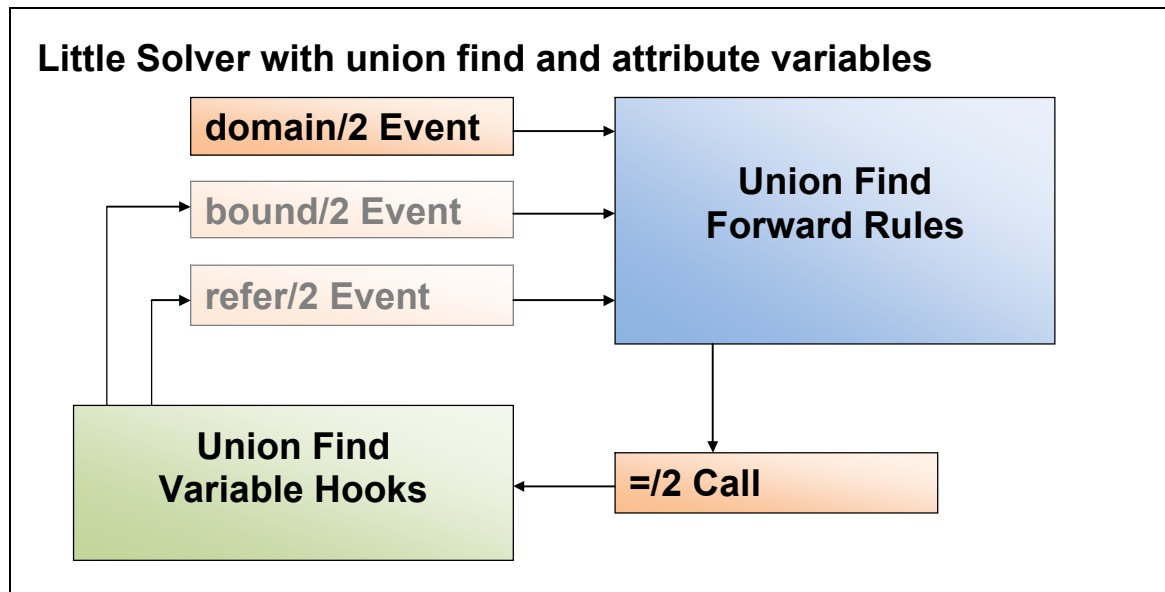 Little Solver with union find and attribute variables
domain/2 Event
bound/2 Event
refer/2 Event
Union Find
Forward Rules
Union Find
Variable Hooks
=/2 Call